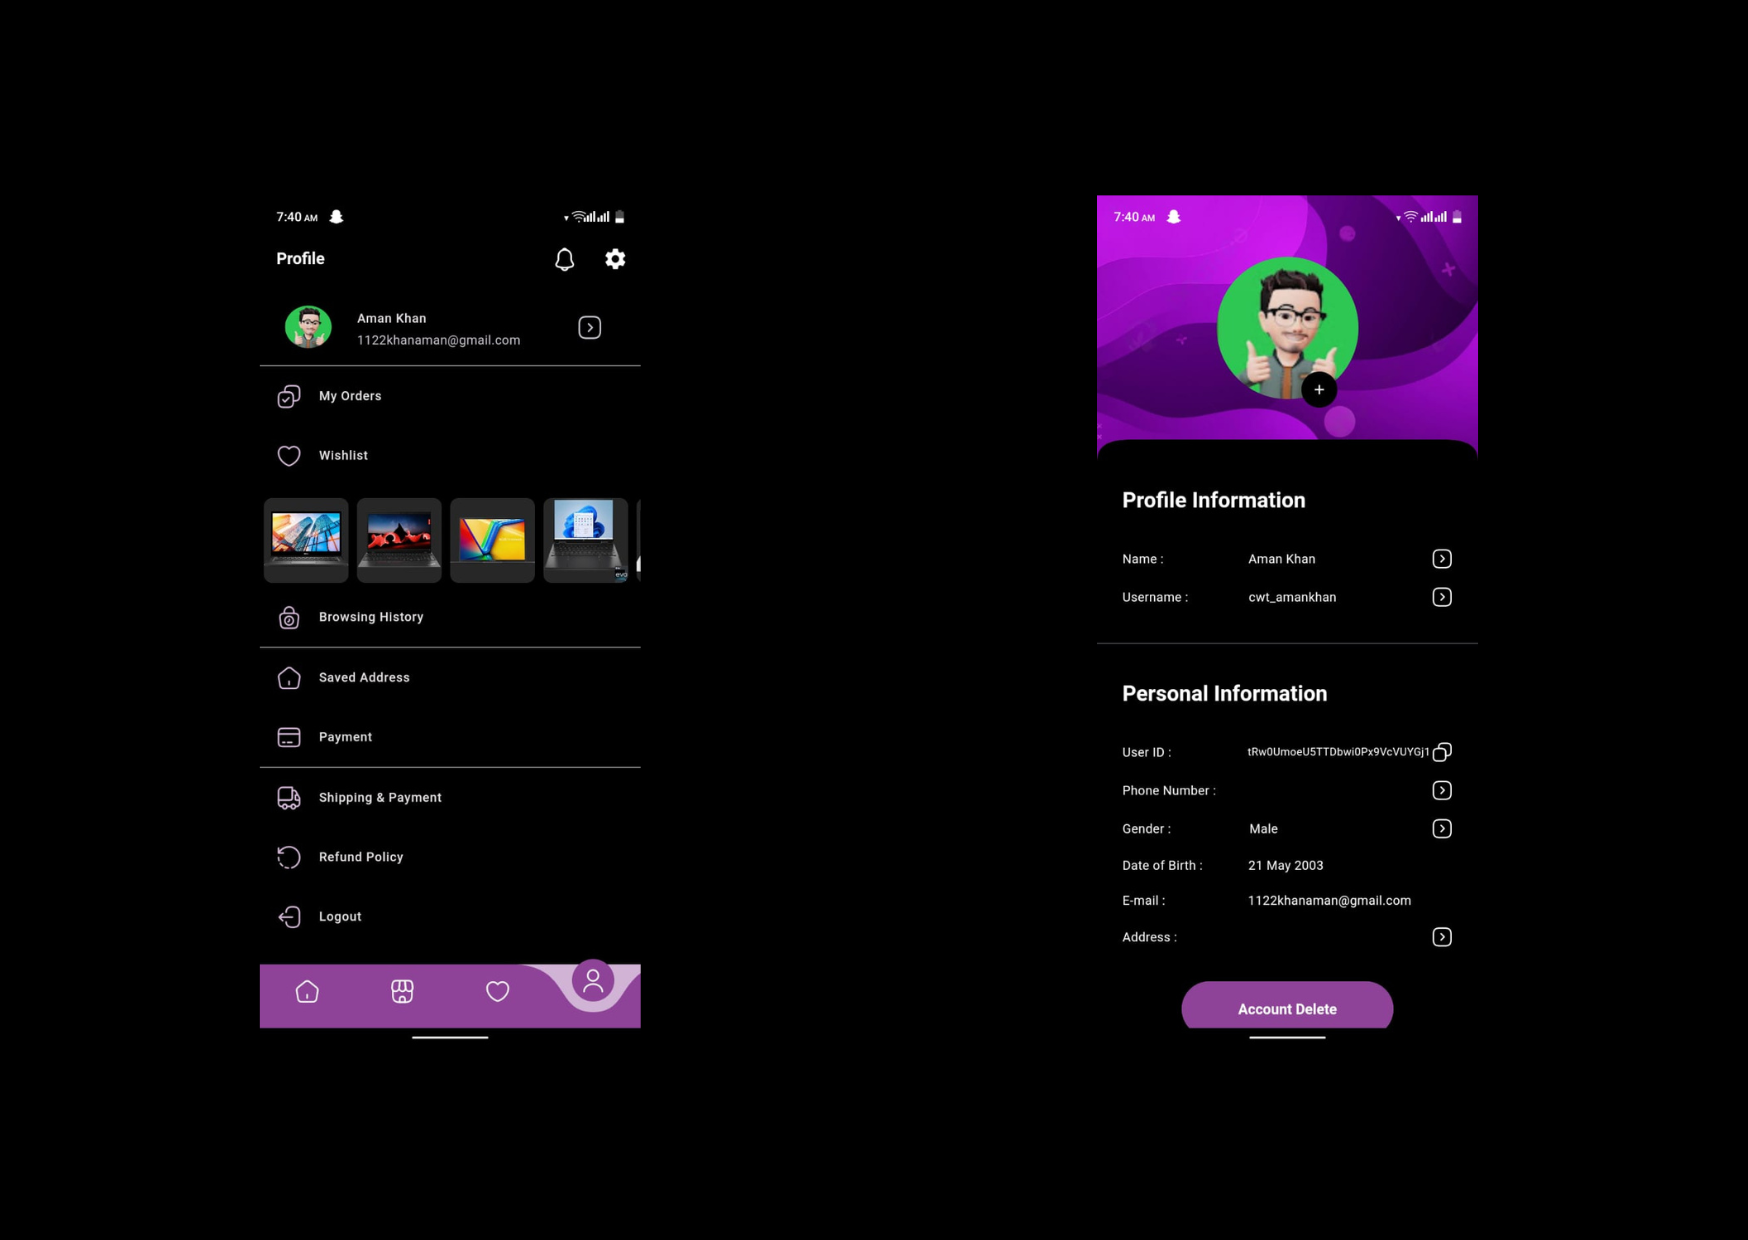 7:40 AM
Profile
Aman Khan
1122khanaman@gmail.com
My Orders
Wishlist
evo
Browsing History
Saved Address
Payment
Shipping & Payment
Refund Policy
Logout
7:40 AM
Profile Information
Name : Aman Khan
Username : cwt_amankhan
Personal Information
User ID : tRw0UmoeU5TTDbwi0Px9VcVUYGj1
Phone Number :
Gender : Male
Date of Birth : 21 May 2003
E-mail : 1122khanaman@gmail.com
Address :
Account Delete